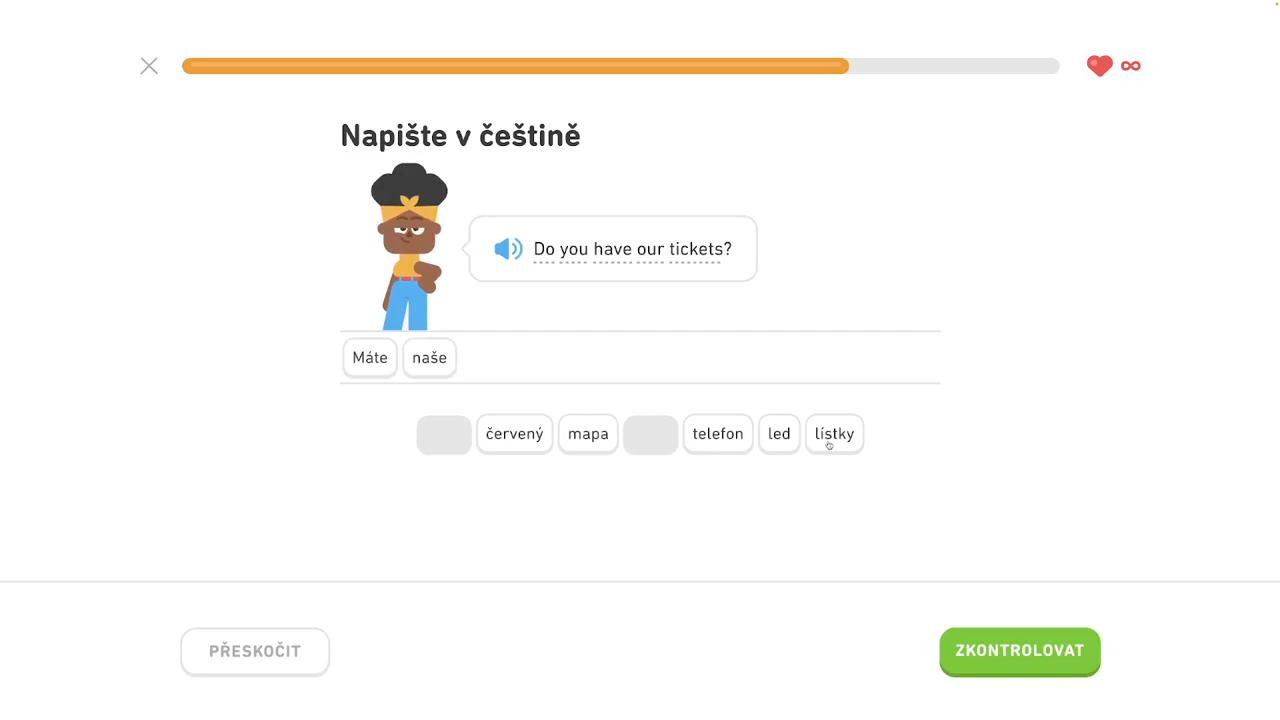 Napište v češtině
Do you have our tickets?
Máte naše
červený mapa telefon led lístky
PŘESKOČIT
ZKONTROLOVAT